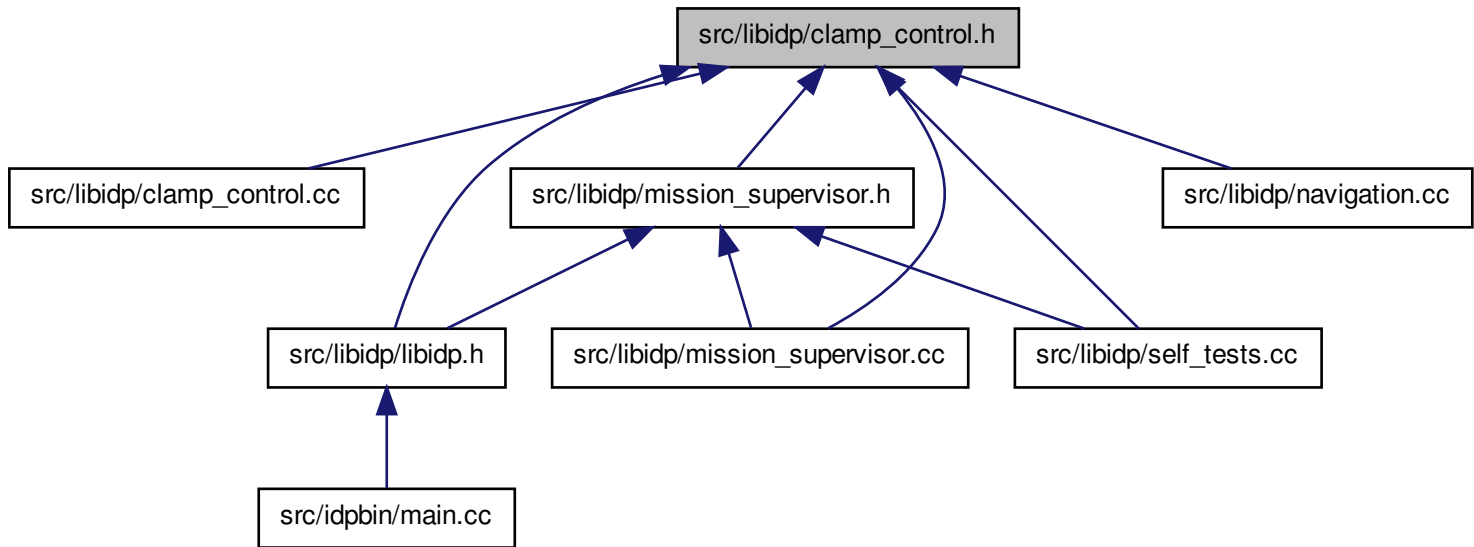 src/libidp/clamp_control.h
src/libidp/clamp_control.cc
src/libidp/mission_supervisor.h
src/libidp/navigation.cc
src/libidp/libidp.h
src/libidp/mission_supervisor.cc
src/libidp/self_tests.cc
src/idpbin/main.cc